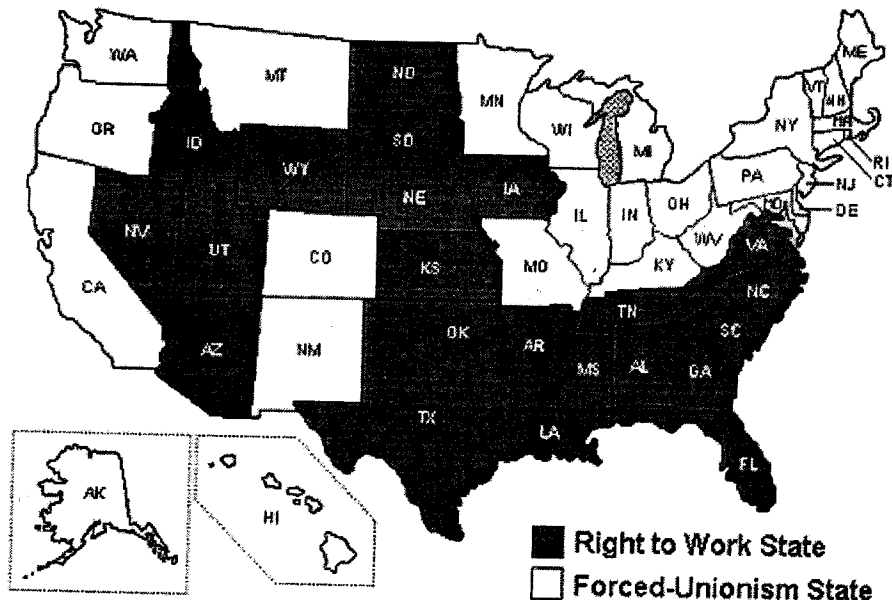 WA
MT
ND
MN
ME
VT
NH
OR
ID
SD
WI
NY
MA
MI
WY
RI
CT
IA
PA
NJ
NE
OH
DE
NV
IL
IN
MD
UT
CO
WV
VA
CA
KS
MO
KY
NC
TN
OK
SC
AZ
NM
AR
MS
AL
GA
TX
LA
FL
AK
HI
Right to Work State
Forced-Unionism State